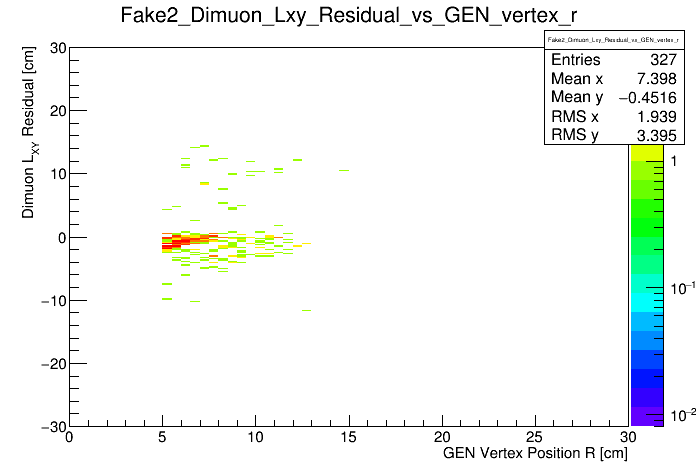 Fake2_Dimuon_Lxy_Residual_vs_GEN_vertex_r
Fake2_Dimuon_Lxy_Residual_vs_GEN_vertex_r
Entries 327
Mean x 7.398
Mean y −0.4516
RMS x 1.939
RMS y 3.395
Dimuon LXY Residual [cm]
30
20
10
0
−10
−20
−30
0 5 10 15 20 25 30
GEN Vertex Position R [cm]
1
10−1
10−2